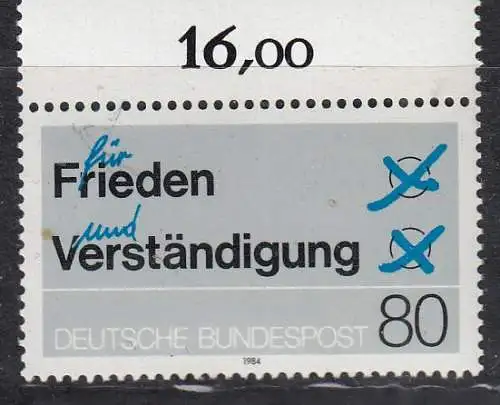 16,00
für
Frieden
und
Verständigung
DEUTSCHE BUNDESPOST 80
1984